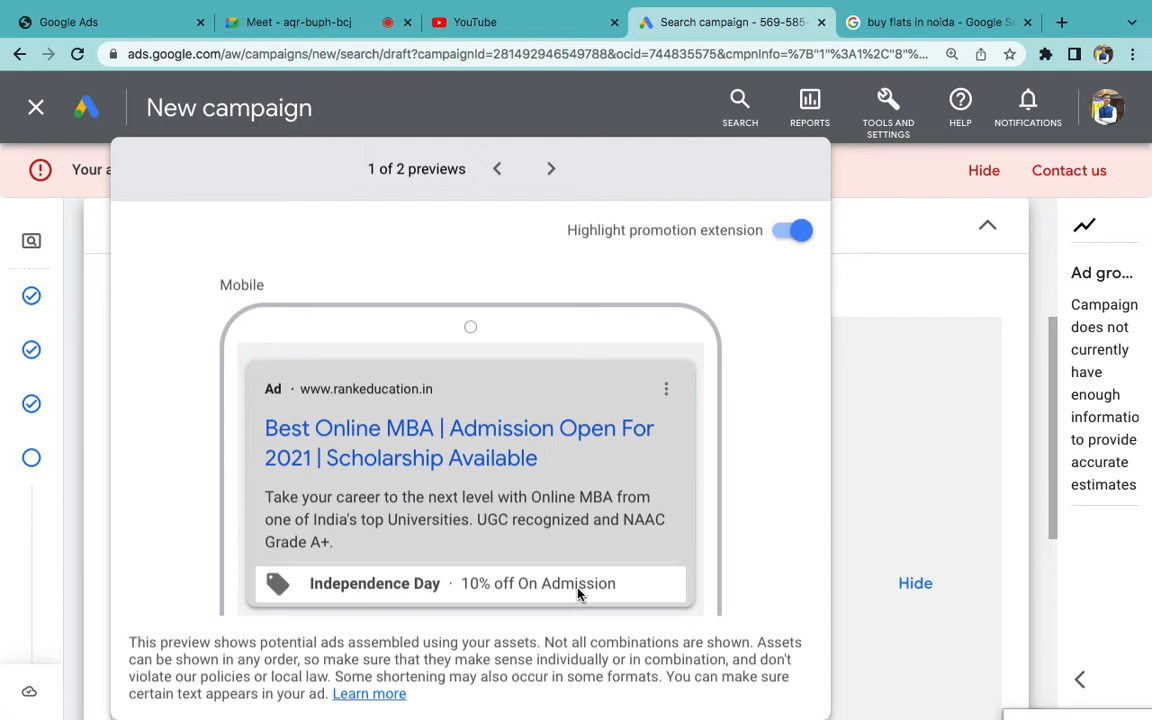 Google Ads
Meet - aqr-buph-bcj
YouTube
Search campaign - 569-585-
buy flats in noida - Google Se
ads.google.com/aw/campaigns/new/search/draft?campaignId=281492946549788&ocid=744835575&cmpnInfo=%7B"1"%3A1%2C"8"%...
New campaign
SEARCH
REPORTS
TOOLS AND
SETTINGS
HELP
NOTIFICATIONS
Your a
Hide
Contact us
1 of 2 previews
Highlight promotion extension
Mobile
Ad · www.rankeducation.in
Best Online MBA | Admission Open For
2021 | Scholarship Available
Take your career to the next level with Online MBA from
one of India's top Universities. UGC recognized and NAAC
Grade A+.
Independence Day · 10% off On Admission
This preview shows potential ads assembled using your assets. Not all combinations are shown. Assets
can be shown in any order, so make sure that they make sense individually or in combination, and don't
violate our policies or local law. Some shortening may also occur in some formats. You can make sure
certain text appears in your ad. Learn more
Hide
Ad gro...
Campaign
does not
currently
have
enough
informatio
to provide
accurate
estimates